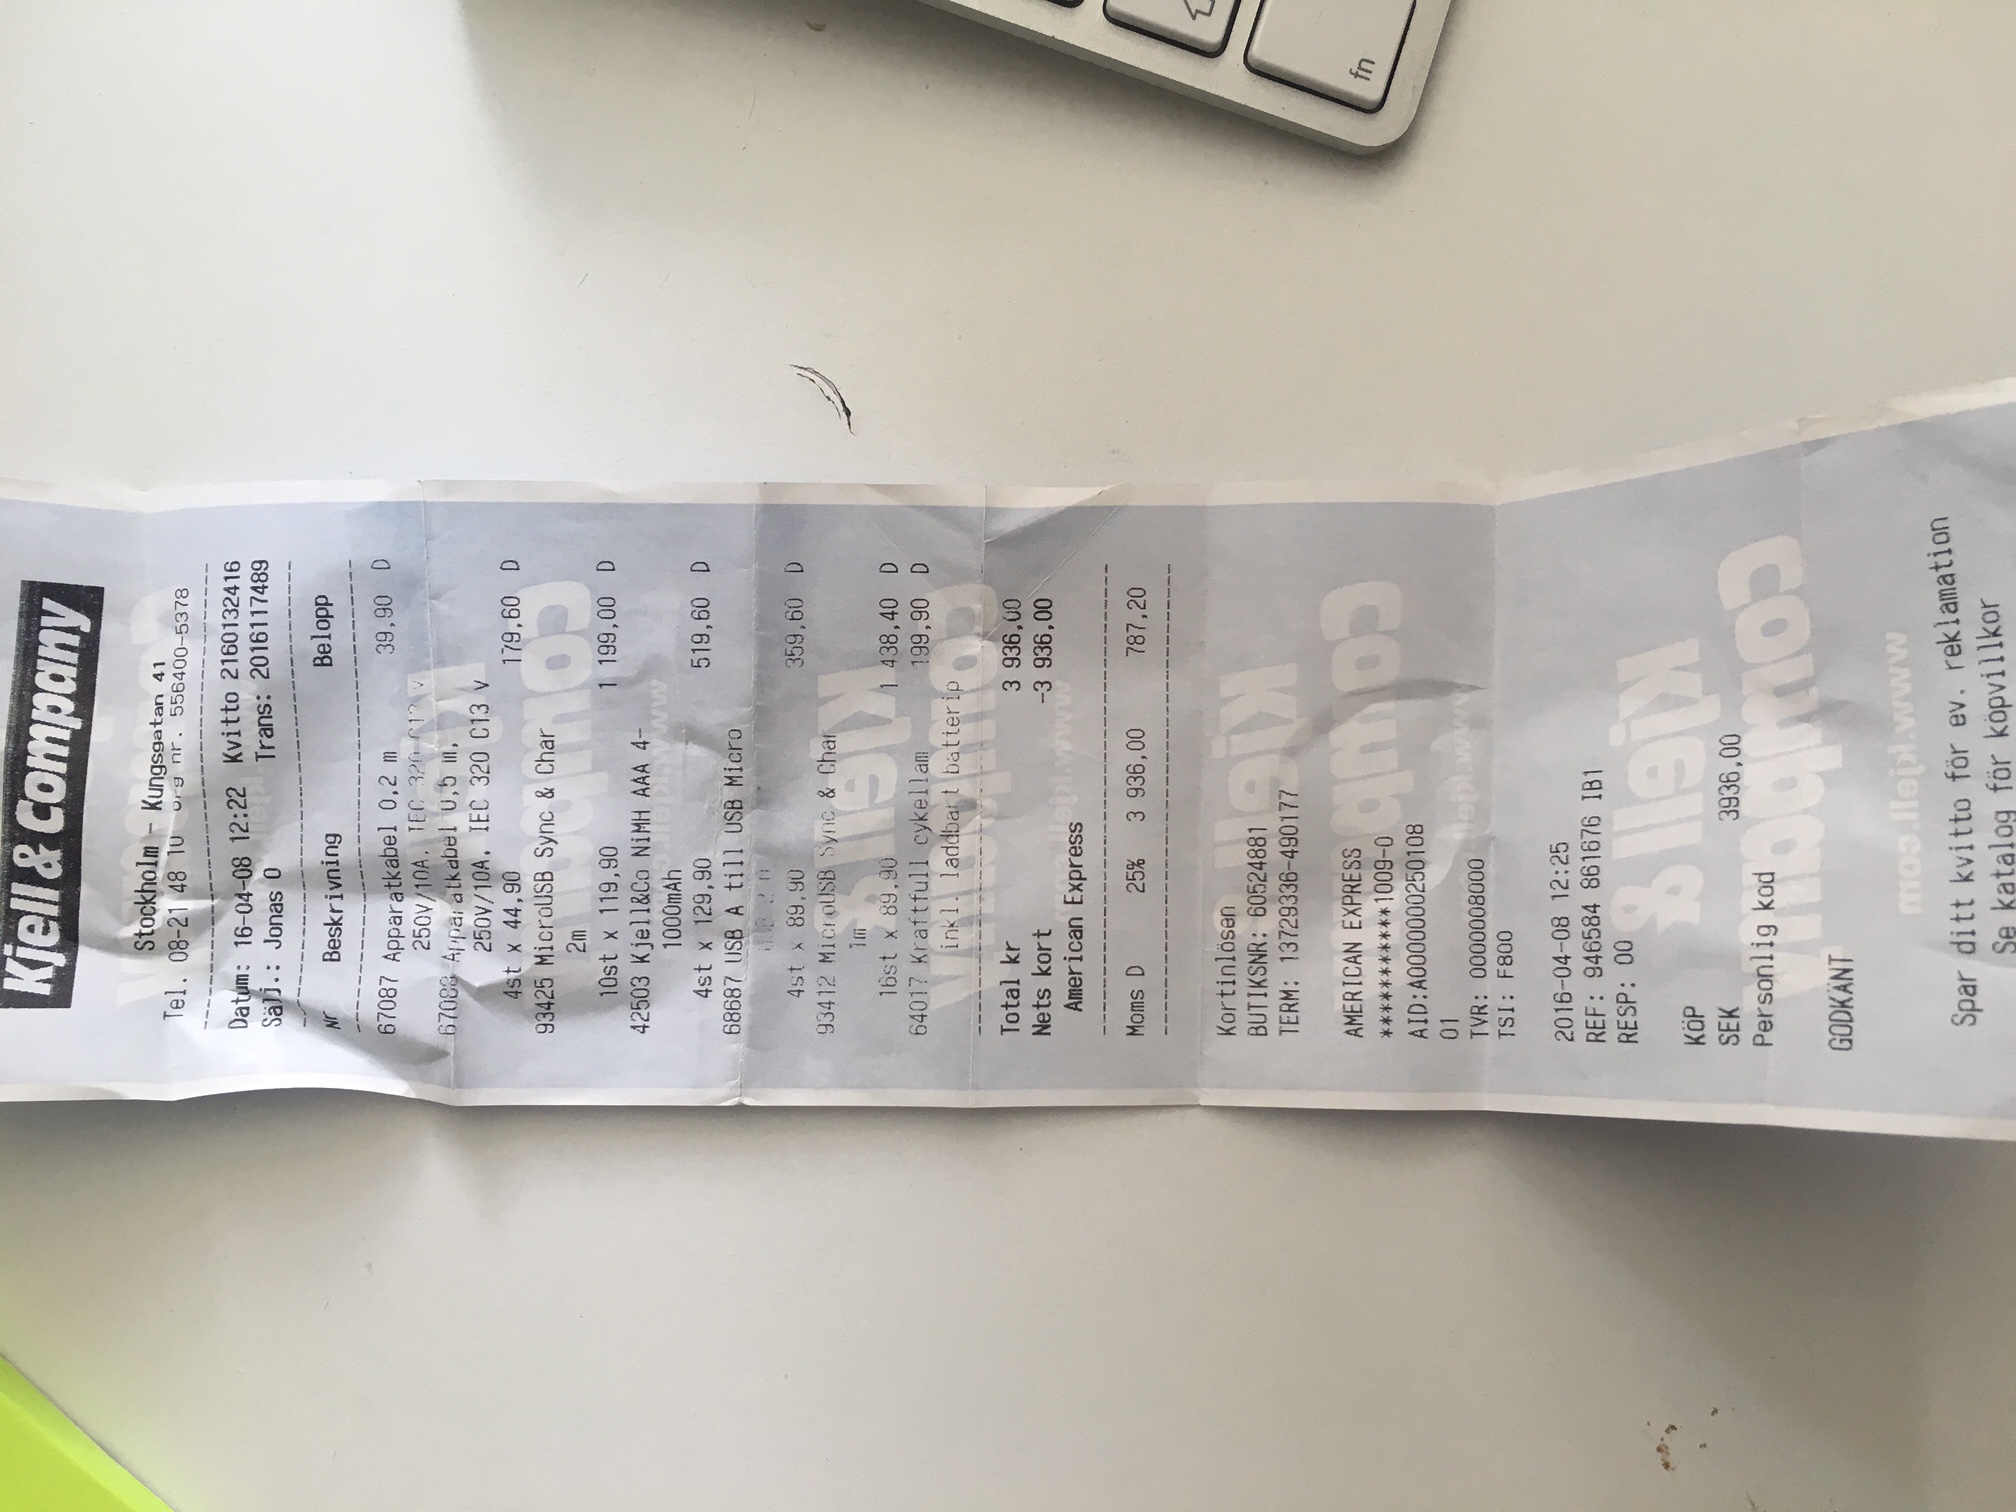 Kjell & Company
Stockholm - Kungsgatan 41
Tel. 08-21 48 10 org nr. 556400-5378
Datum: 16-04-08 12:22 Kvitto 2160132416
Sälj.: Jonas O Trans: 2016117489
Nr Beskrivning Belopp
67087 Apparatkabel 0,2 m 39,90 D
250V/10A. IEC 320 C13 v
67088 Apparatkabel 0,5 m,
250V/10A. IEC 320 C13 v
4st x 44,90 179,60 D
93425 MicroUSB Sync & Char
2m
10st x 119,90 1 199,00 D
42503 Kjell&Co NiMH AAA 4-
1000mAh
4st x 129,90 519,60 D
68687 USB A till USB Micro
USB 2.0
4st x 89,90 359,60 D
93412 MicroUSB Sync & Char
1m
16st x 89,90 1 438,40 D
64017 Kraftfull cykellam 199,90 D
inkl. laddbart batterip
Total kr 3 936,00
Nets kort -3 936,00
American Express
Moms D 25% 3 936,00 787,20
Kortinlösen
BUTIKSNR: 60524881
TERM: 13729336-490177
AMERICAN EXPRESS
***********1009-0
AID:A0000000250108
01
TVR: 0000008000
TSI: F800
2016-04-08 12:25
REF: 946584 861676 IB1
RESP: 00
KÖP
SEK 3936,00
Personlig kod
GODKÄNT
www.kjell.com
Spar ditt kvitto för ev. reklamation
Se katalog för köpvillkor
fn